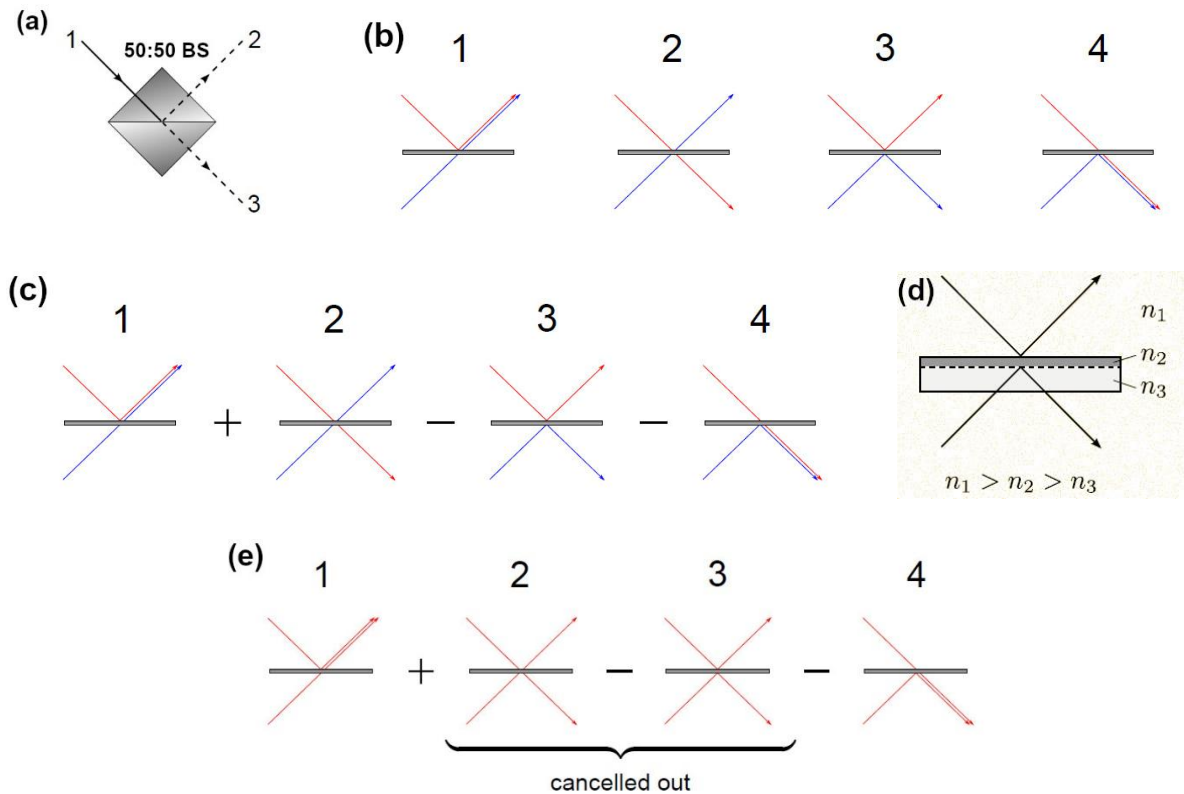 (a)
1
50:50 BS
2
3
(b)
1 2 3 4
(c)
1 2 3 4
+ − −
(d)
n₁
n₂
n₃
n₁ > n₂ > n₃
(e)
1 2 3 4
+ − −
cancelled out